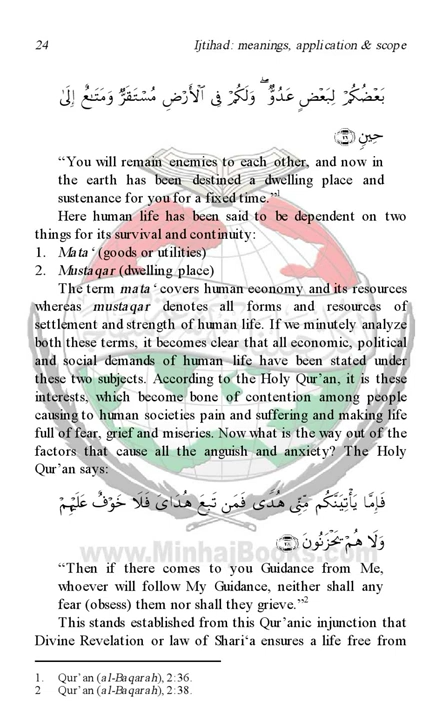 24 Ijtihad: meanings, application & scope
بَعْضُكُمْ لِبَعْضٍ عَدُوٌّ ۖ وَلَكُمْ فِى ٱلْأَرْضِ مُسْتَقَرٌّ وَمَتَـٰعٌ إِلَىٰ
حِينٍ ﴿٣٦﴾
“You will remain enemies to each other, and now in
the earth has been destined a dwelling place and
sustenance for you for a fixed time.”1
Here human life has been said to be dependent on two
things for its survival and continuity:
1. Mata‘ (goods or utilities)
2. Mustaqar (dwelling place)
The term mata‘ covers human economy and its resources
whereas mustaqar denotes all forms and resources of
settlement and strength of human life. If we minutely analyze
both these terms, it becomes clear that all economic, political
and social demands of human life have been stated under
these two subjects. According to the Holy Qur’an, it is these
interests, which become bone of contention among people
causing to human societies pain and suffering and making life
full of fear, grief and miseries. Now what is the way out of the
factors that cause all the anguish and anxiety? The Holy
Qur’an says:
فَإِمَّا يَأْتِيَنَّكُم مِّنِّى هُدًى فَمَن تَبِعَ هُدَاىَ فَلَا خَوْفٌ عَلَيْهِمْ
وَلَا هُمْ يَحْزَنُونَ ﴿٣٨﴾
www.MinhajBooks.com
“Then if there comes to you Guidance from Me,
whoever will follow My Guidance, neither shall any
fear (obsess) them nor shall they grieve.”2
This stands established from this Qur’anic injunction that
Divine Revelation or law of Shari‘a ensures a life free from
1. Qur’an (al-Baqarah), 2:36.
2 Qur’an (al-Baqarah), 2:38.